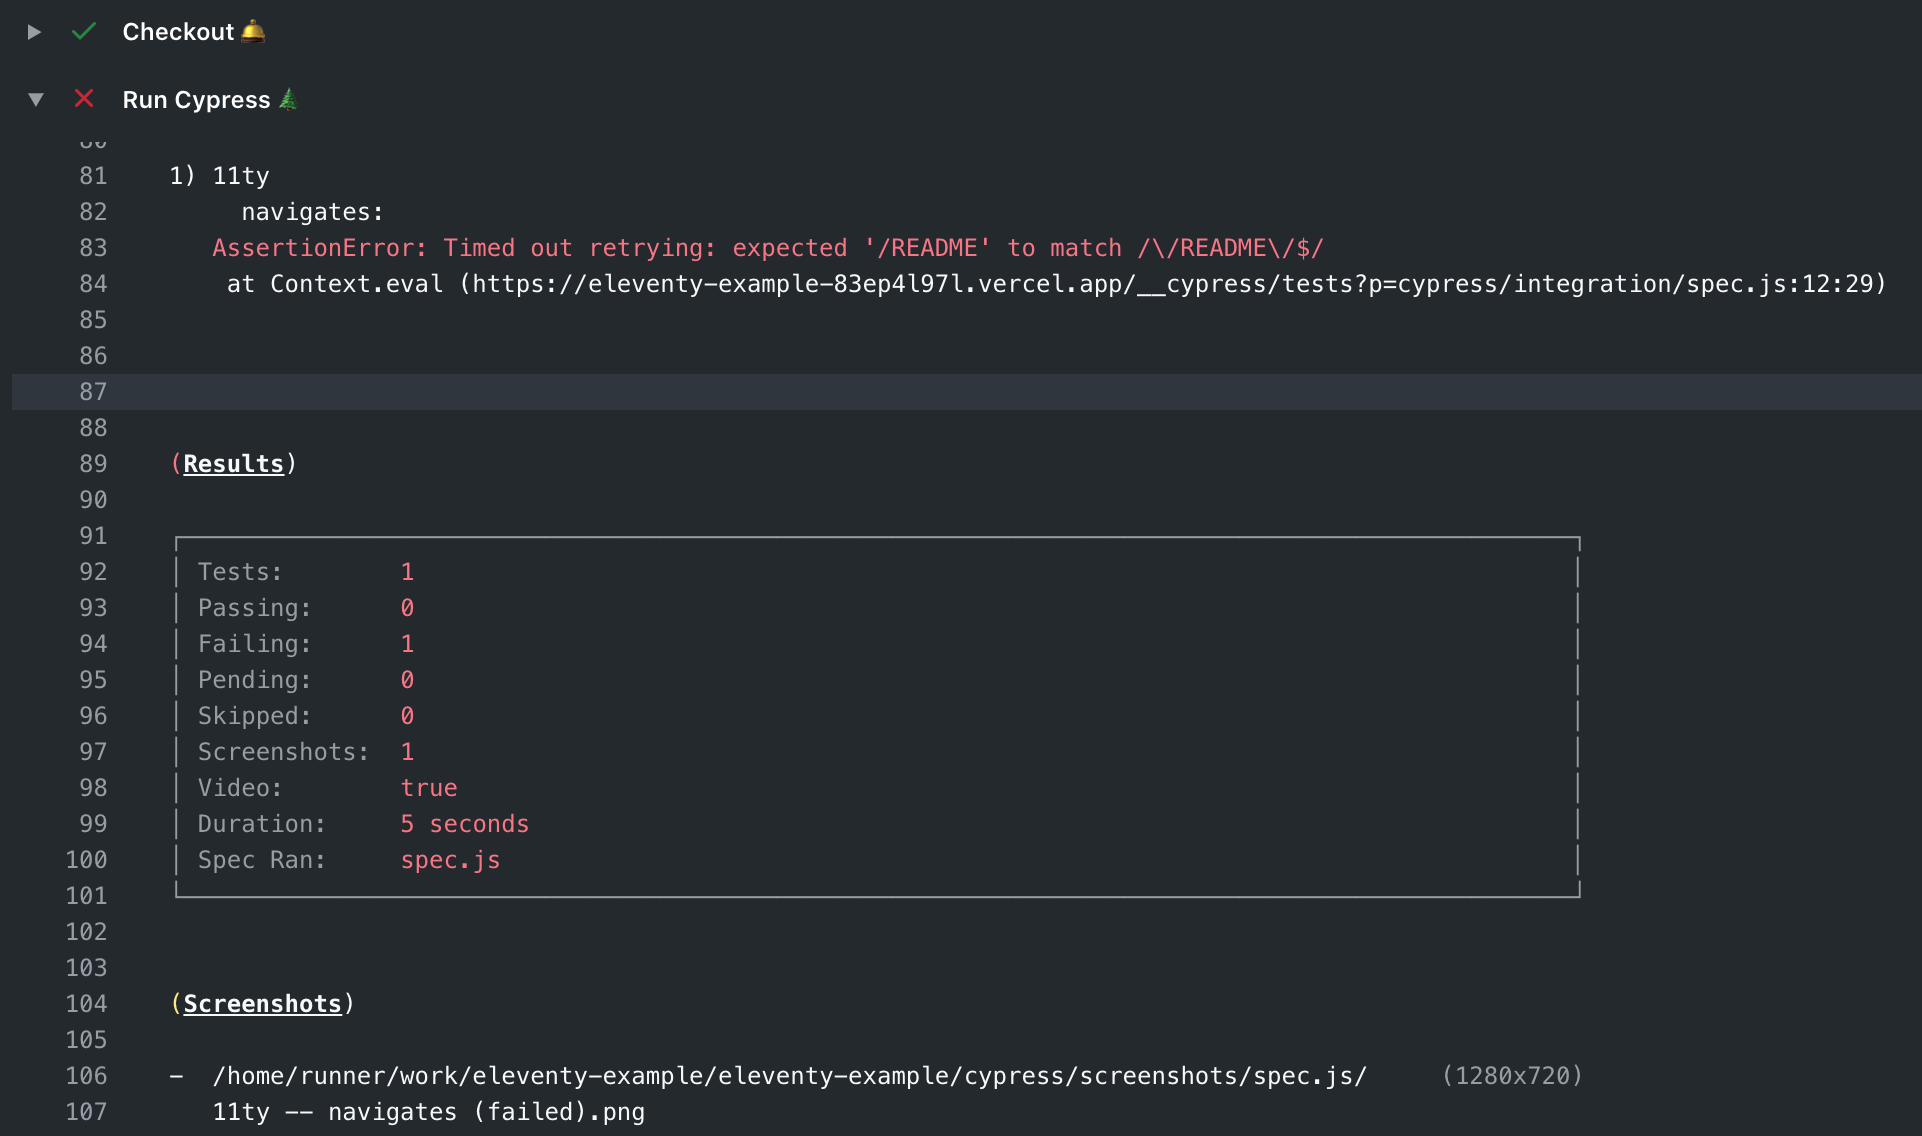 Checkout 🛎
Run Cypress 🌲
80
81 1) 11ty
82 navigates:
83 AssertionError: Timed out retrying: expected '/README' to match /\/README\/$/
84 at Context.eval (https://eleventy-example-83ep4l97l.vercel.app/__cypress/tests?p=cypress/integration/spec.js:12:29)
85
86
87
88
89 (Results)
90
91
92 Tests: 1
93 Passing: 0
94 Failing: 1
95 Pending: 0
96 Skipped: 0
97 Screenshots: 1
98 Video: true
99 Duration: 5 seconds
100 Spec Ran: spec.js
101
102
103
104 (Screenshots)
105
106 - /home/runner/work/eleventy-example/eleventy-example/cypress/screenshots/spec.js/ (1280x720)
107 11ty -- navigates (failed).png